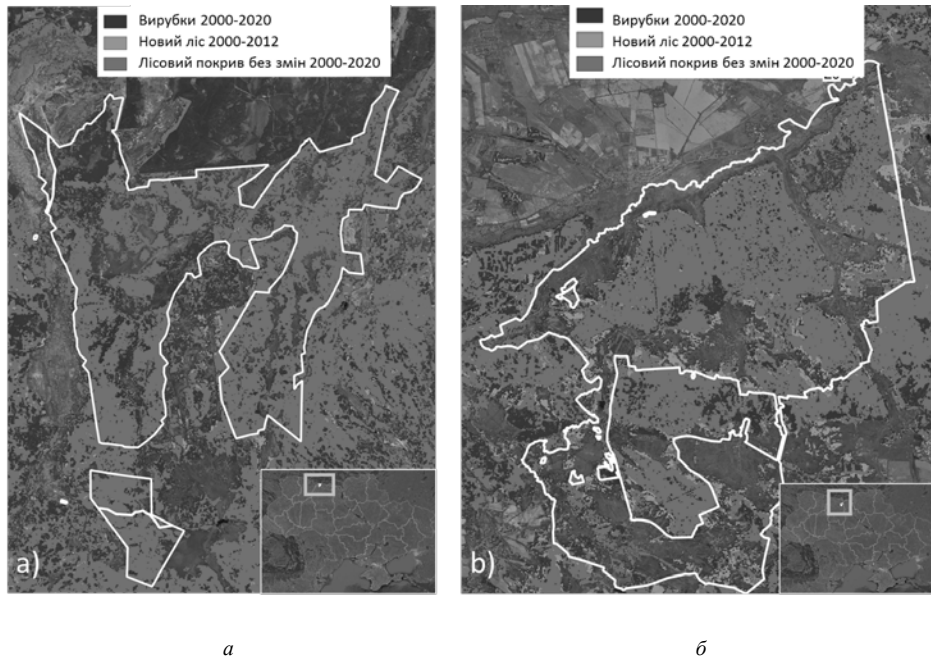 Вирубки 2000-2020
Новий ліс 2000-2012
Лісовий покрив без змін 2000-2020
a)
Вирубки 2000-2020
Новий ліс 2000-2012
Лісовий покрив без змін 2000-2020
b)
а
б